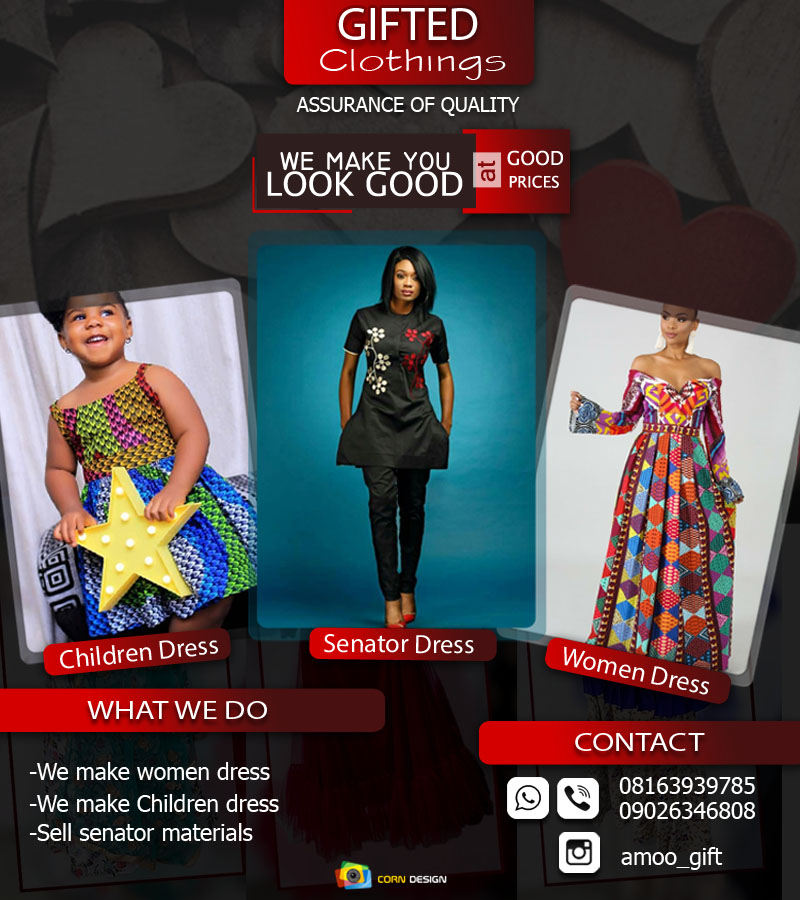 GIFTED
Clothings
ASSURANCE OF QUALITY
WE MAKE YOU
LOOK GOOD
at
GOOD
PRICES
Children Dress
Senator Dress
Women Dress
WHAT WE DO
-We make women dress
-We make Children dress
-Sell senator materials
CONTACT
08163939785
09026346808
amoo_gift
CORN DESIGN